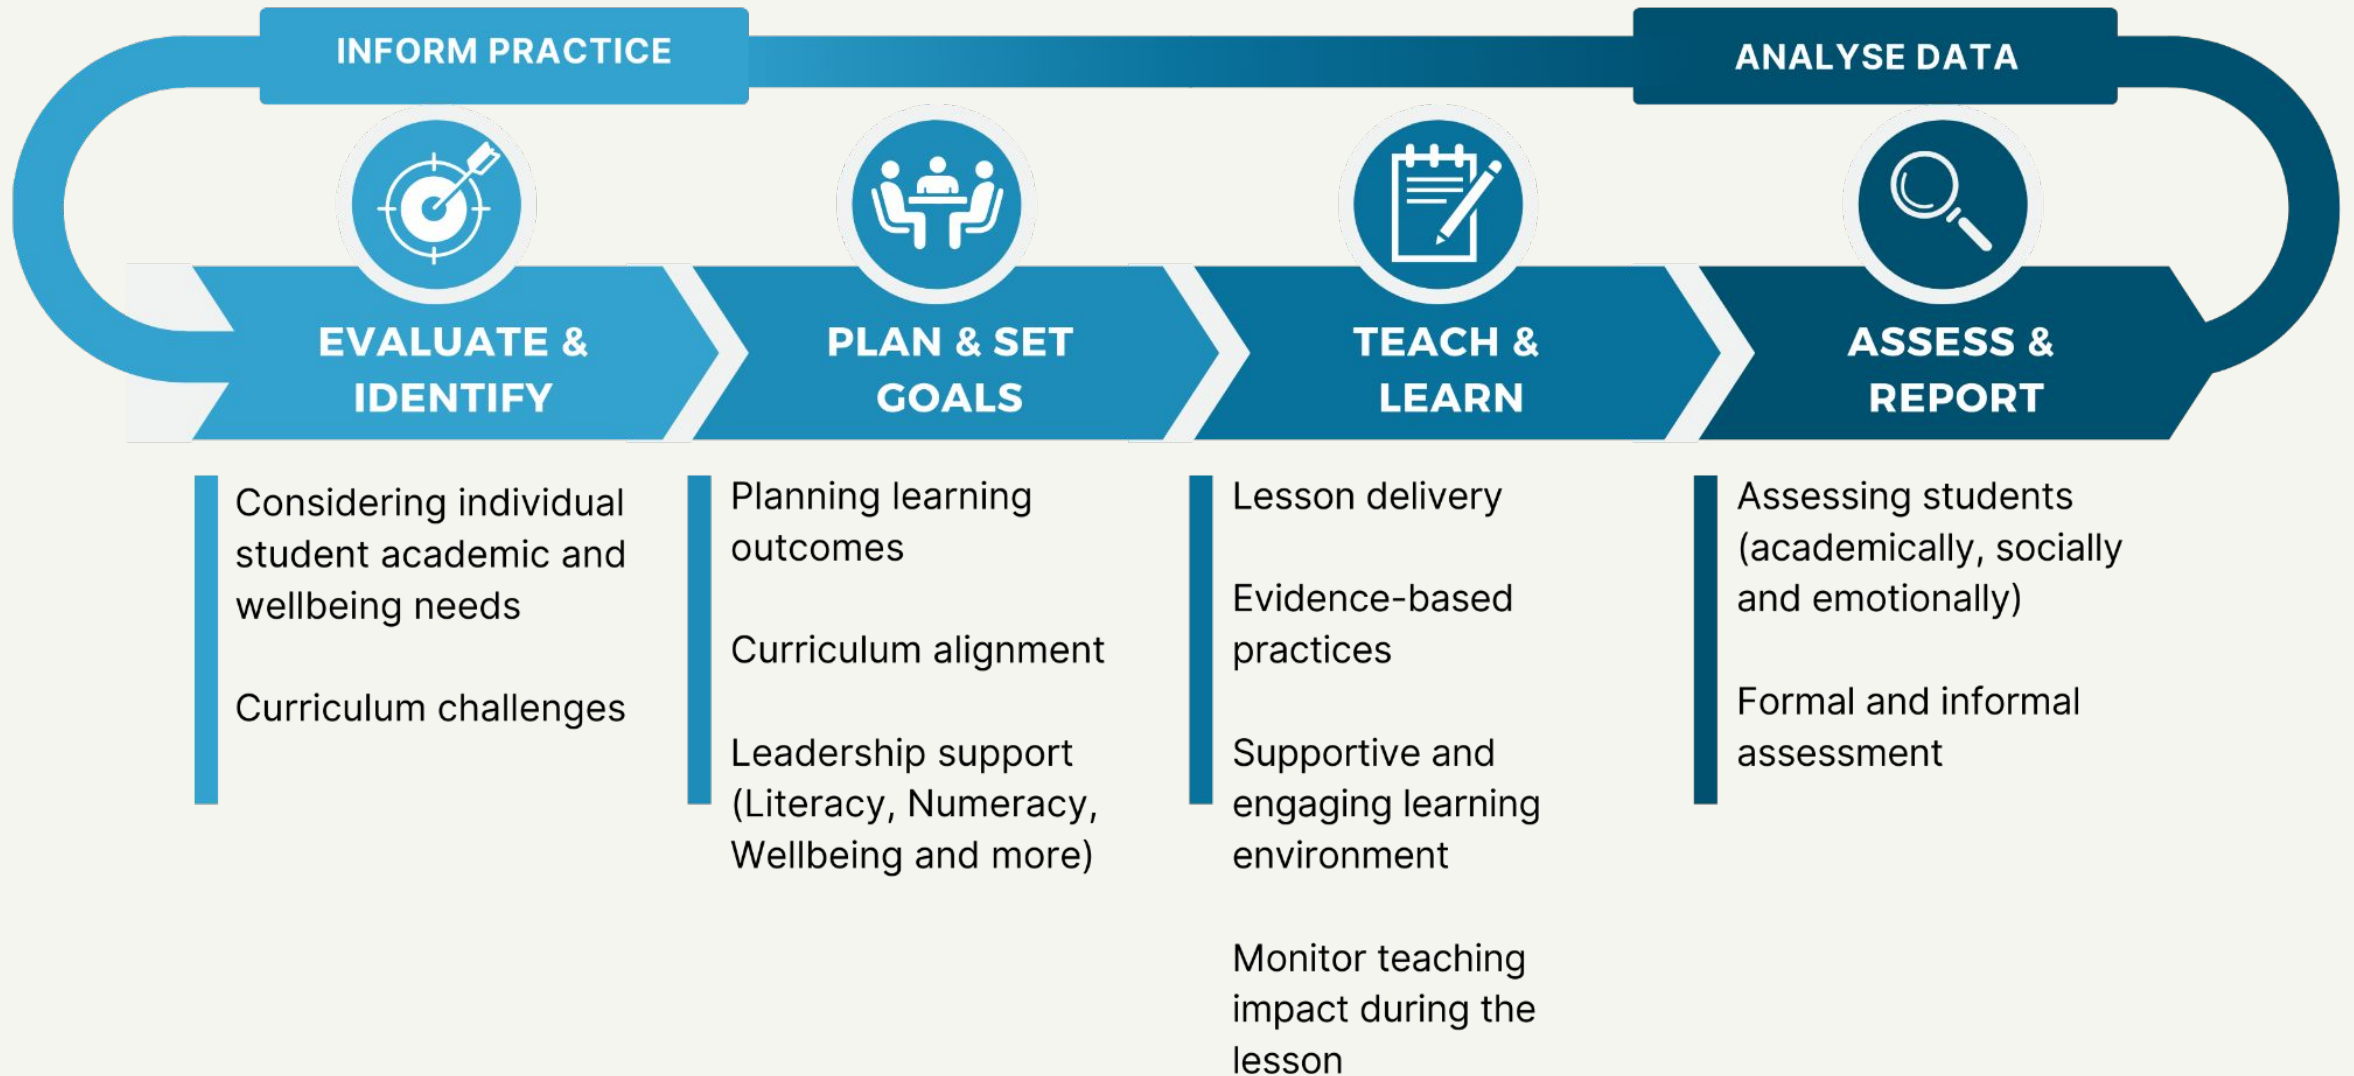 INFORM PRACTICE
ANALYSE DATA
EVALUATE &
IDENTIFY
PLAN & SET
GOALS
TEACH &
LEARN
ASSESS &
REPORT
Considering individual
student academic and
wellbeing needs
Curriculum challenges
Planning learning
outcomes
Curriculum alignment
Leadership support
(Literacy, Numeracy,
Wellbeing and more)
Lesson delivery
Evidence-based
practices
Supportive and
engaging learning
environment
Monitor teaching
impact during the
lesson
Assessing students
(academically, socially
and emotionally)
Formal and informal
assessment